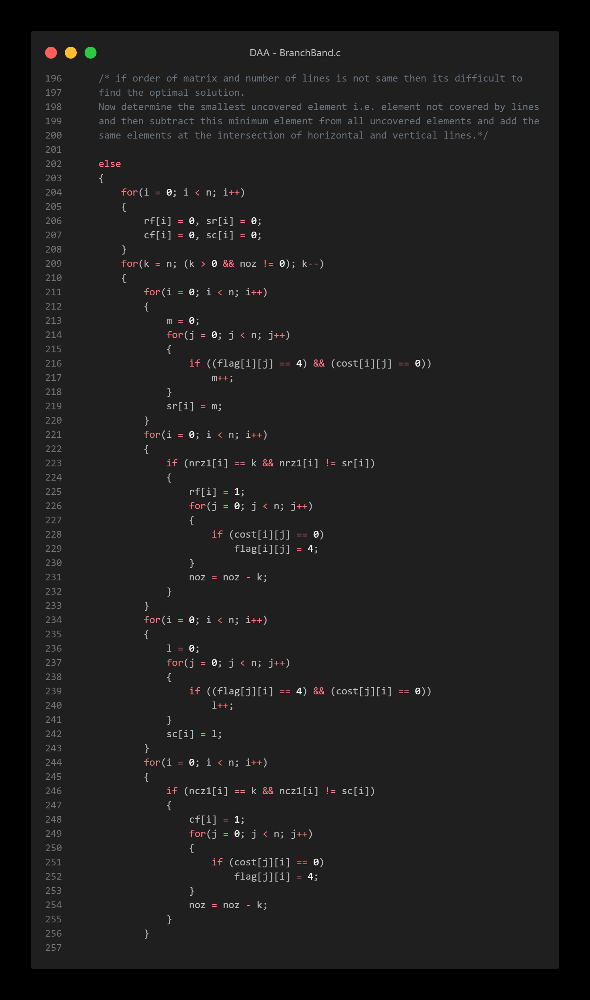 DAA - BranchBand.c
196 /* if order of matrix and number of lines is not same then its difficult to
197 find the optimal solution.
198 Now determine the smallest uncovered element i.e. element not covered by lines
199 and then subtract this minimum element from all uncovered elements and add the
200 same elements at the intersection of horizontal and vertical lines.*/
201
202 else
203 {
204     for(i = 0; i < n; i++)
205     {
206         rf[i] = 0, sr[i] = 0;
207         cf[i] = 0, sc[i] = 0;
208     }
209     for(k = n; (k > 0 && noz != 0); k--)
210     {
211         for(i = 0; i < n; i++)
212         {
213             m = 0;
214             for(j = 0; j < n; j++)
215             {
216                 if ((flag[i][j] == 4) && (cost[i][j] == 0))
217                     m++;
218             }
219             sr[i] = m;
220         }
221         for(i = 0; i < n; i++)
222         {
223             if (nrz1[i] == k && nrz1[i] != sr[i])
224             {
225                 rf[i] = 1;
226                 for(j = 0; j < n; j++)
227                 {
228                     if (cost[i][j] == 0)
229                         flag[i][j] = 4;
230                 }
231                 noz = noz - k;
232             }
233         }
234         for(i = 0; i < n; i++)
235         {
236             l = 0;
237             for(j = 0; j < n; j++)
238             {
239                 if ((flag[j][i] == 4) && (cost[j][i] == 0))
240                     l++;
241             }
242             sc[i] = l;
243         }
244         for(i = 0; i < n; i++)
245         {
246             if (ncz1[i] == k && ncz1[i] != sc[i])
247             {
248                 cf[i] = 1;
249                 for(j = 0; j < n; j++)
250                 {
251                     if (cost[j][i] == 0)
252                         flag[j][i] = 4;
253                 }
254                 noz = noz - k;
255             }
256         }
257